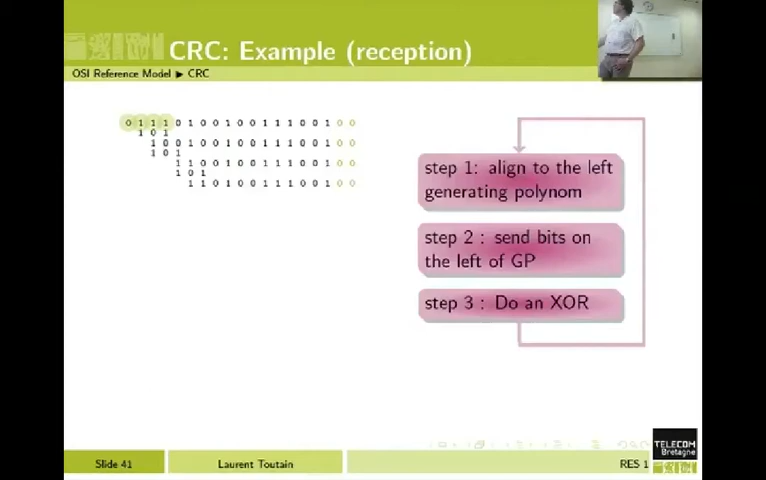 CRC: Example (reception)
OSI Reference Model ▶ CRC
0 1 1 1 0 1 0 0 1 0 0 1 1 1 0 0 1 0 0
1 0 1
1 0 0 1 0 0 1 0 0 1 1 1 0 0 1 0 0
1 0 1
1 1 0 0 1 0 0 1 1 1 0 0 1 0 0
1 0 1
1 1 0 1 0 0 1 1 1 0 0 1 0 0
step 1: align to the left
generating polynom
step 2 : send bits on
the left of GP
step 3 : Do an XOR
TELECOM
Bretagne
Slide 41
Laurent Toutain
RES 1